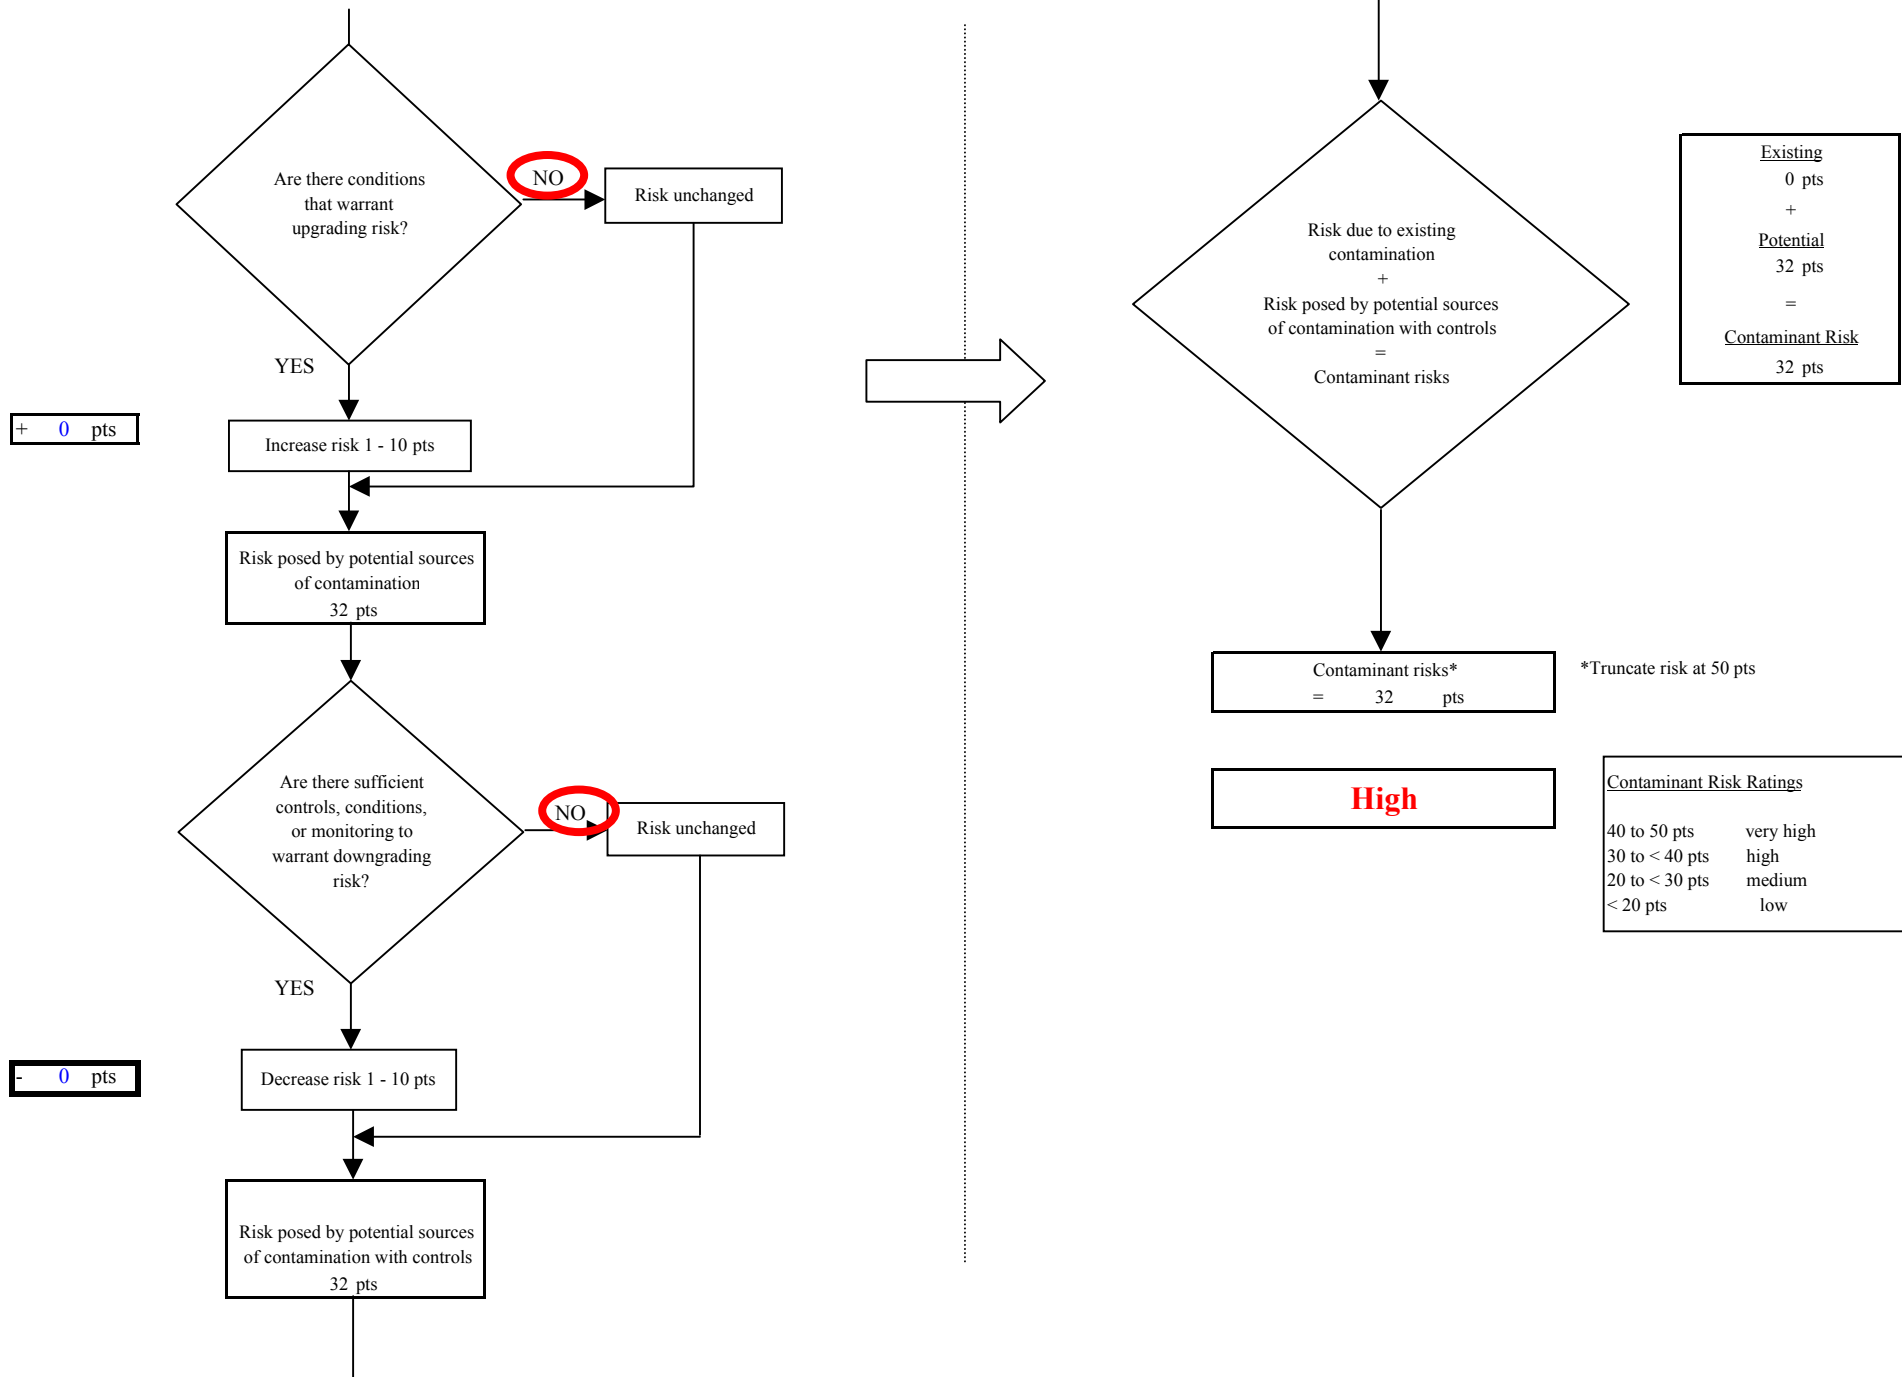 Are there conditions
that warrant
upgrading risk?
NO
Risk unchanged
YES
+ 0 pts
Increase risk 1 - 10 pts
Risk posed by potential sources
of contamination
32 pts
Are there sufficient
controls, conditions,
or monitoring to
warrant downgrading
risk?
NO
Risk unchanged
YES
- 0 pts
Decrease risk 1 - 10 pts
Risk posed by potential sources
of contamination with controls
32 pts
Risk due to existing
contamination
+
Risk posed by potential sources
of contamination with controls
=
Contaminant risks
Existing
0 pts
+
Potential
32 pts
=
Contaminant Risk
32 pts
Contaminant risks*
= 32 pts
*Truncate risk at 50 pts
High
Contaminant Risk Ratings
40 to 50 pts very high
30 to < 40 pts high
20 to < 30 pts medium
< 20 pts low